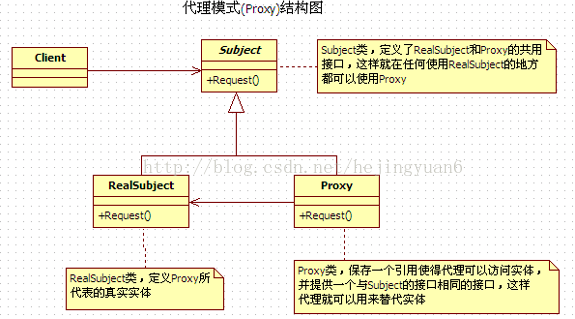 代理模式(Proxy)结构图
Client
Subject
+Request()
Subject类，定义了RealSubject和Proxy的共用
接口，这样就在任何使用RealSubject的地方
都可以使用Proxy
http://blog.csdn.net/hejingyuan6
RealSubject
+Request()
Proxy
+Request()
RealSubject类，定义Proxy所
代表的真实实体
Proxy类，保存一个引用使得代理可以访问实体，
并提供一个与Subject的接口相同的接口，这样
代理就可以用来替代实体